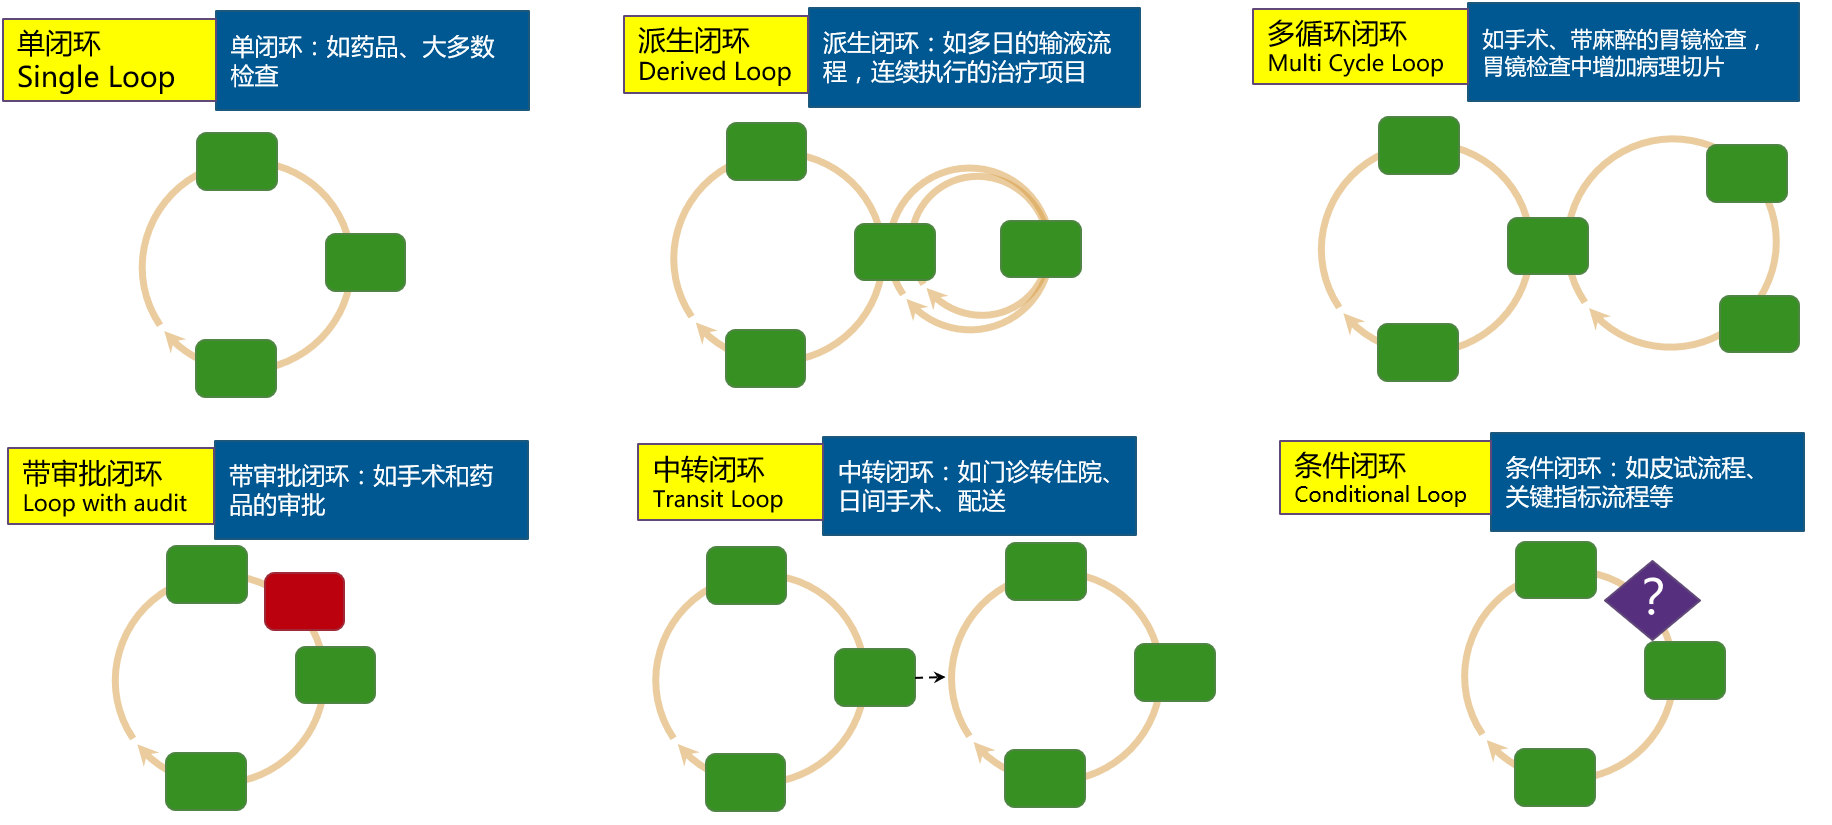 单闭环
Single Loop
单闭环：如药品、大多数
检查
派生闭环
Derived Loop
派生闭环：如多日的输液流
程，连续执行的治疗项目
多循环闭环
Multi Cycle Loop
如手术、带麻醉的胃镜检查，
胃镜检查中增加病理切片
带审批闭环
Loop with audit
带审批闭环：如手术和药
品的审批
中转闭环
Transit Loop
中转闭环：如门诊转住院、
日间手术、配送
条件闭环
Conditional Loop
条件闭环：如皮试流程、
关键指标流程等
?